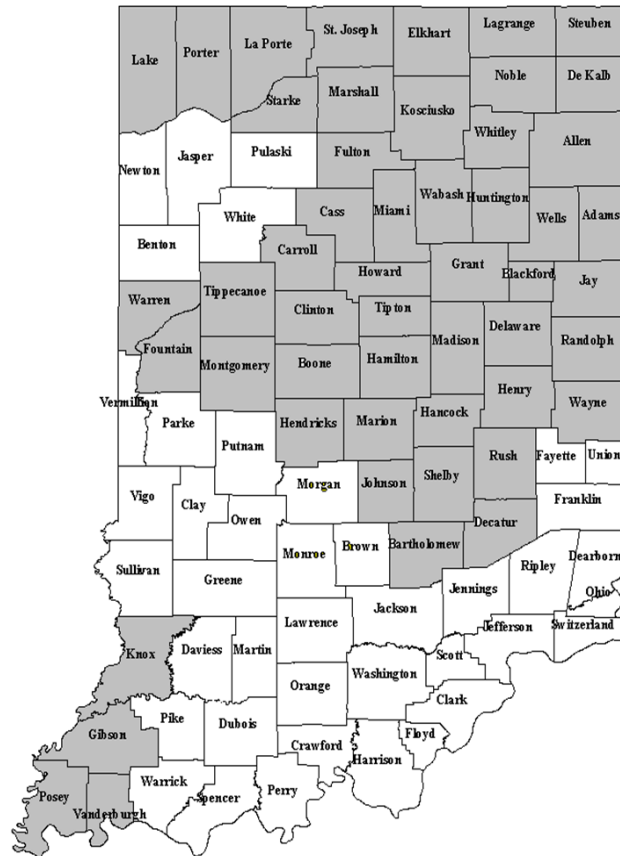 Lagrange
Steuben
St. Joseph
Elkhart
La Porte
Porter
Lake
Noble
De Kalb
Marshall
Starke
Kosciusko
Whitley
Allen
Fulton
Pulaski
Jasper
Newton
Wabash
Huntington
Miami
Cass
White
Wells
Adams
Benton
Carroll
Grant
Howard
Blackford
Jay
Tippecanoe
Warren
Clinton
Tipton
Delaware
Madison
Randolph
Fountain
Montgomery
Boone
Hamilton
Henry
Vermillion
Wayne
Hancock
Parke
Hendricks
Marion
Putnam
Rush
Fayette
Union
Shelby
Morgan
Johnson
Vigo
Clay
Franklin
Owen
Decatur
Brown
Bartholomew
Monroe
Dearborn
Ripley
Sullivan
Greene
Jennings
Ohio
Jackson
Lawrence
Jefferson
Switzerland
Knox
Daviess
Martin
Scott
Washington
Orange
Clark
Pike
Dubois
Gibson
Floyd
Crawford
Harrison
Warrick
Perry
Posey
Spencer
Vanderburgh